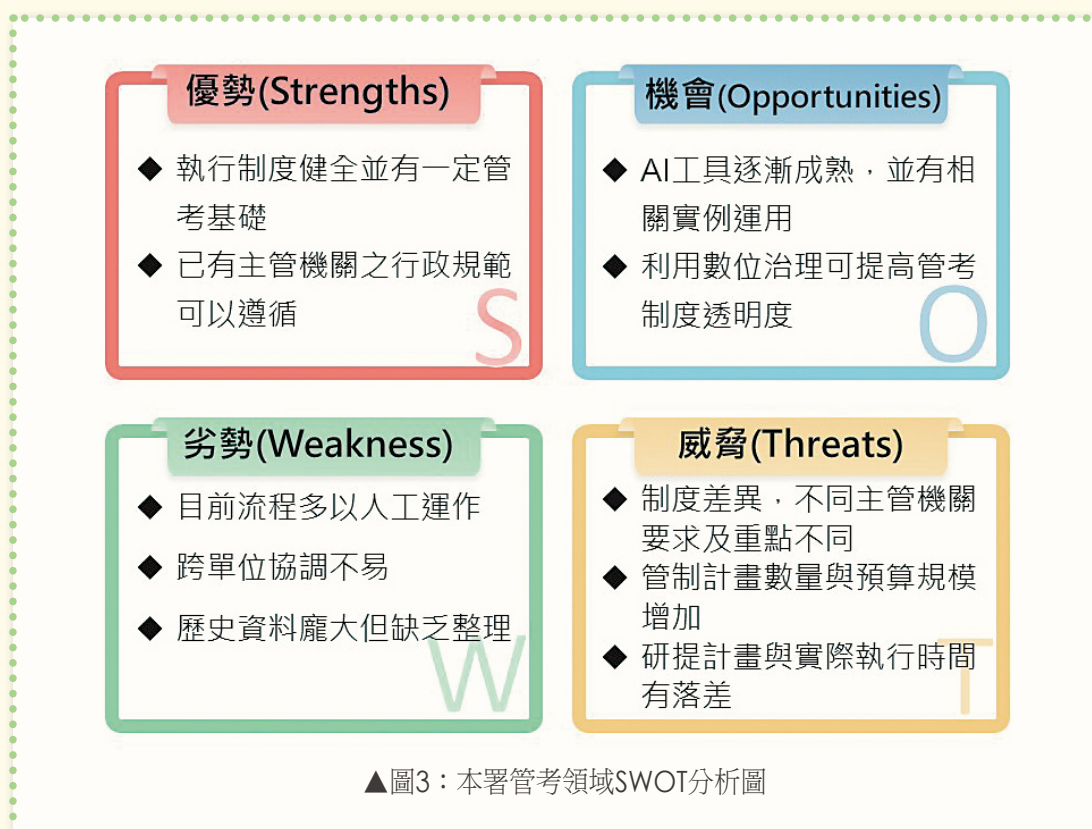 優勢(Strengths)
◆ 執行制度健全並有一定管
考基礎
◆ 已有主管機關之行政規範
可以遵循
S
機會(Opportunities)
◆ AI工具逐漸成熟，並有相
關實例運用
◆ 利用數位治理可提高管考
制度透明度
O
劣勢(Weakness)
◆ 目前流程多以人工運作
◆ 跨單位協調不易
◆ 歷史資料龐大但缺乏整理
W
威脅(Threats)
◆ 制度差異，不同主管機關
要求及重點不同
◆ 管制計畫數量與預算規模
增加
◆ 研提計畫與實際執行時間
有落差
T
▲圖3：本署管考領域SWOT分析圖